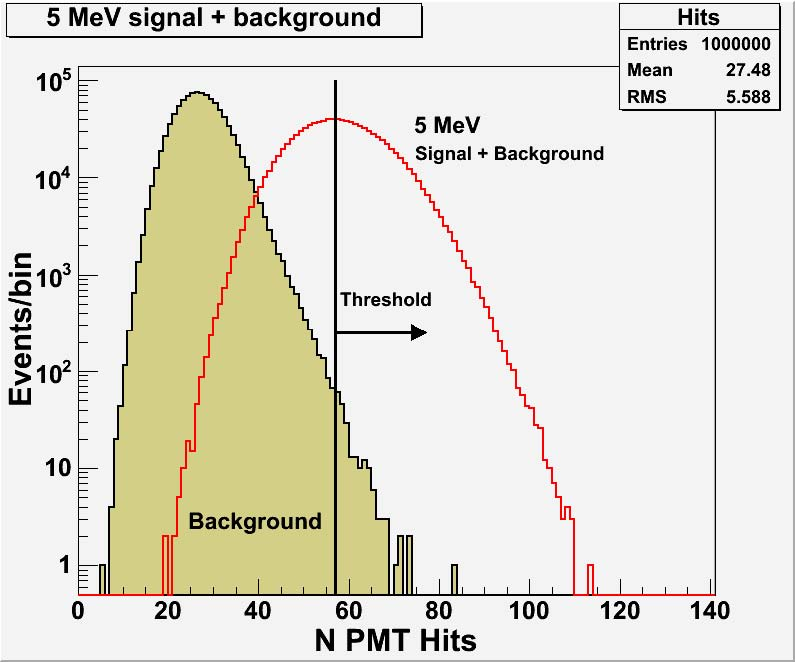 5 MeV signal + background
Hits
Entries 1000000
Mean 27.48
RMS 5.588
10^5
10^4
10^3
10^2
10
1
Events/bin
5 MeV
Signal + Background
Threshold
Background
0 20 40 60 80 100 120 140
N PMT Hits